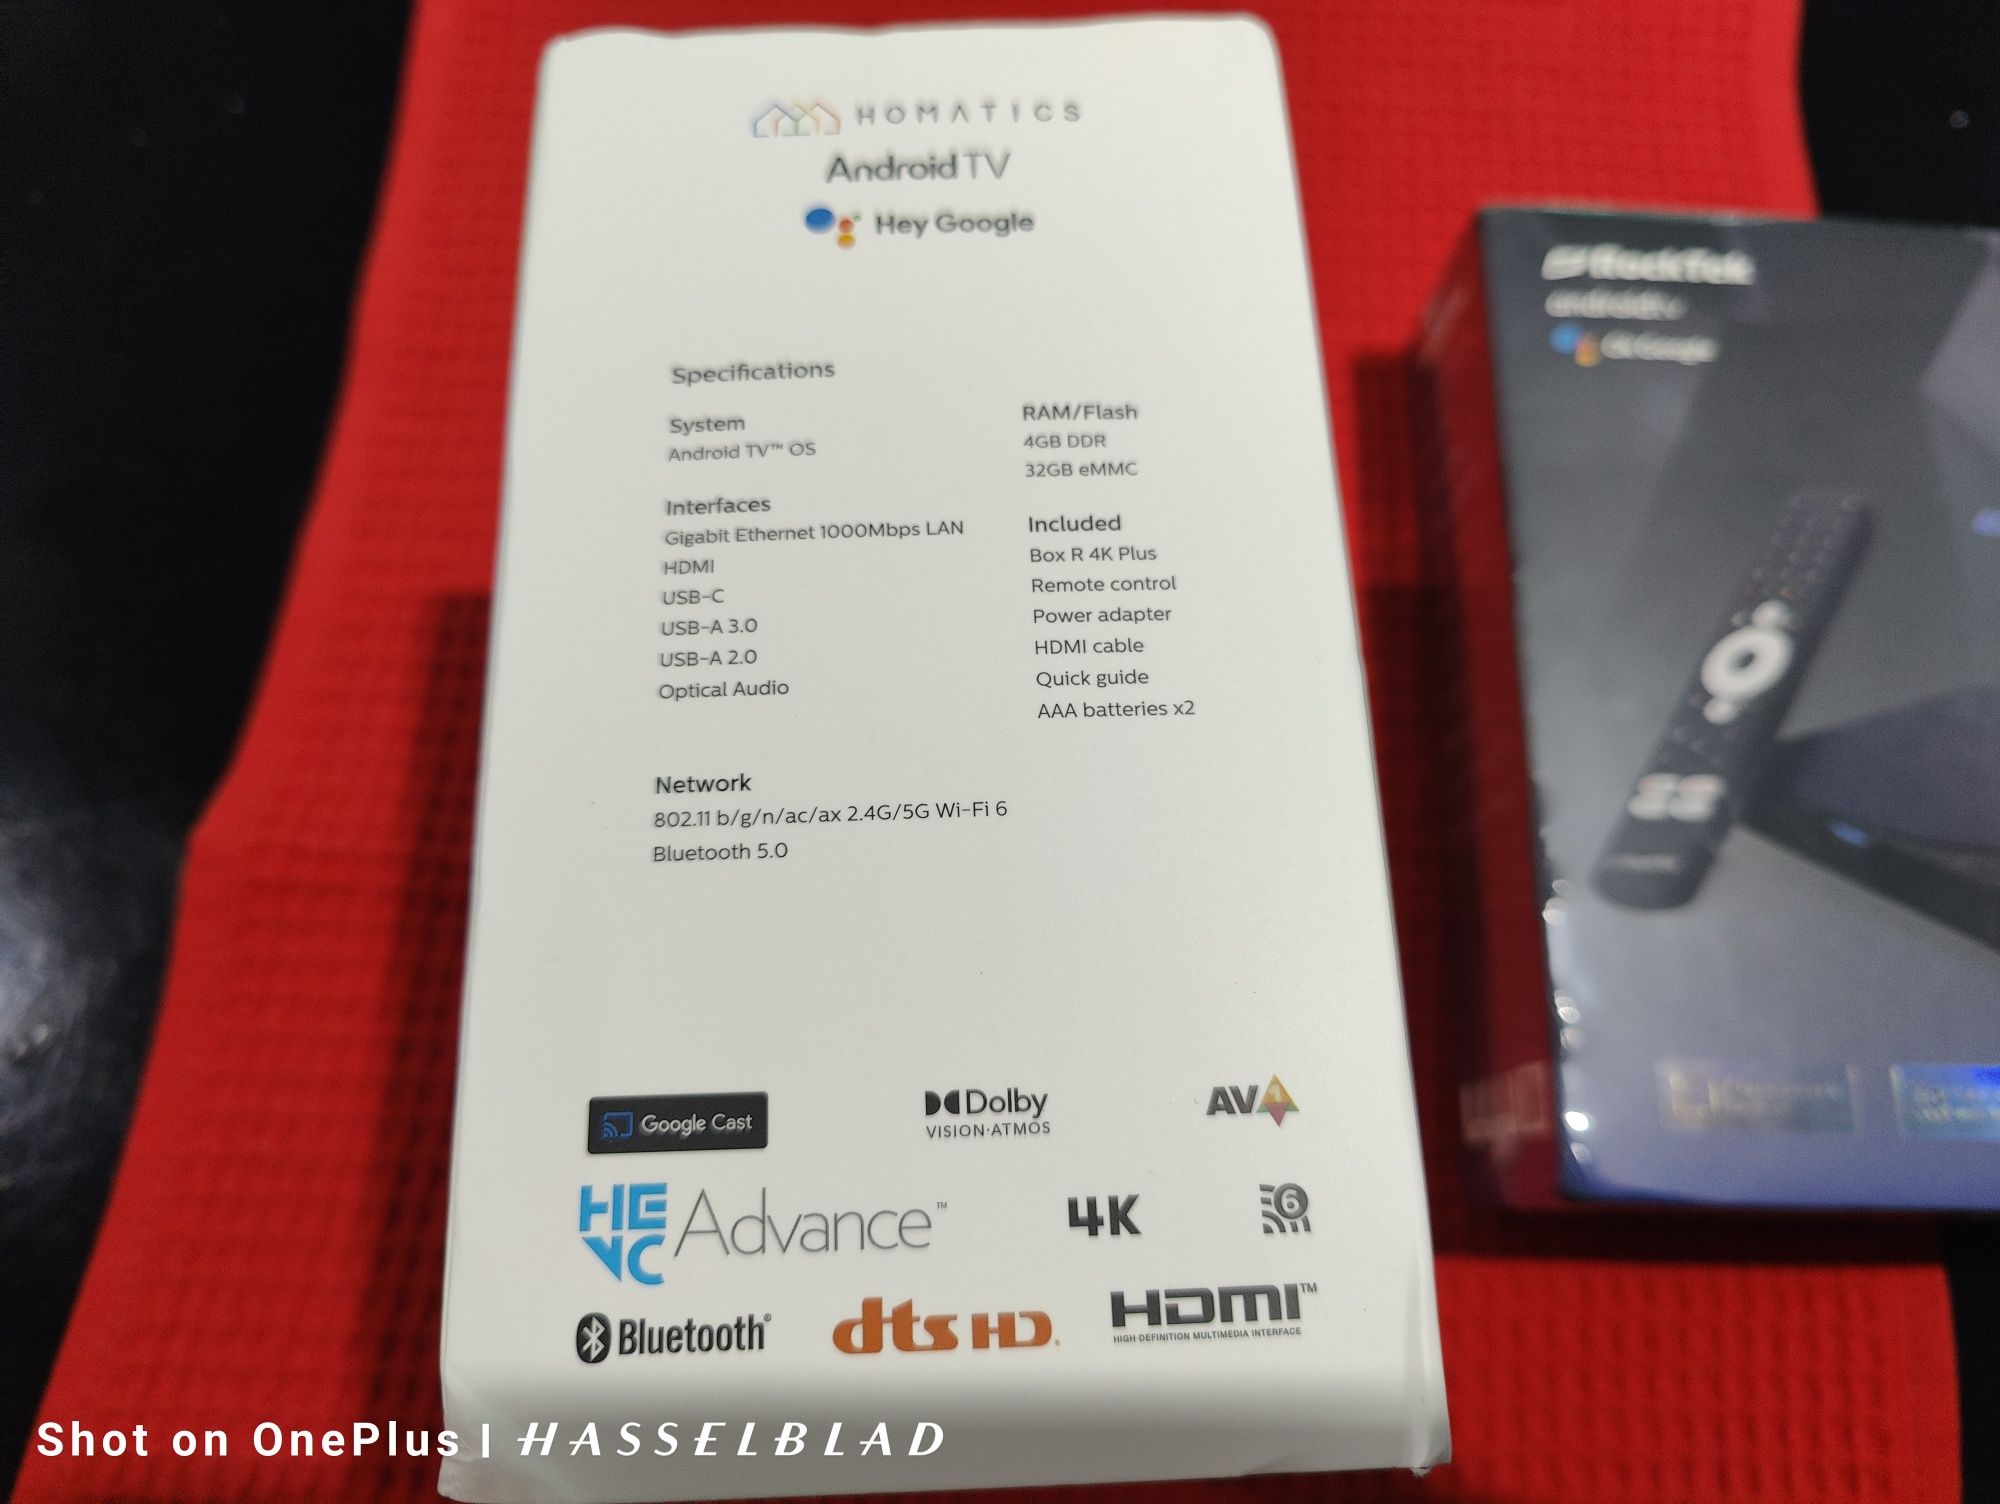 HOMATICS
Android TV
Hey Google
Specifications
System
Android TV™ OS
Interfaces
Gigabit Ethernet 1000Mbps LAN
HDMI
USB-C
USB-A 3.0
USB-A 2.0
Optical Audio
RAM/Flash
4GB DDR
32GB eMMC
Included
Box R 4K Plus
Remote control
Power adapter
HDMI cable
Quick guide
AAA batteries x2
Network
802.11 b/g/n/ac/ax 2.4G/5G Wi-Fi 6
Bluetooth 5.0
Google Cast
Dolby
VISION·ATMOS
AV1
HEVC Advance™
4K
6
Bluetooth®
dts HD®
HDMI™
HIGH-DEFINITION MULTIMEDIA INTERFACE
RockTek
androidtv
Ok Google
Shot on OnePlus | HASSELBLAD